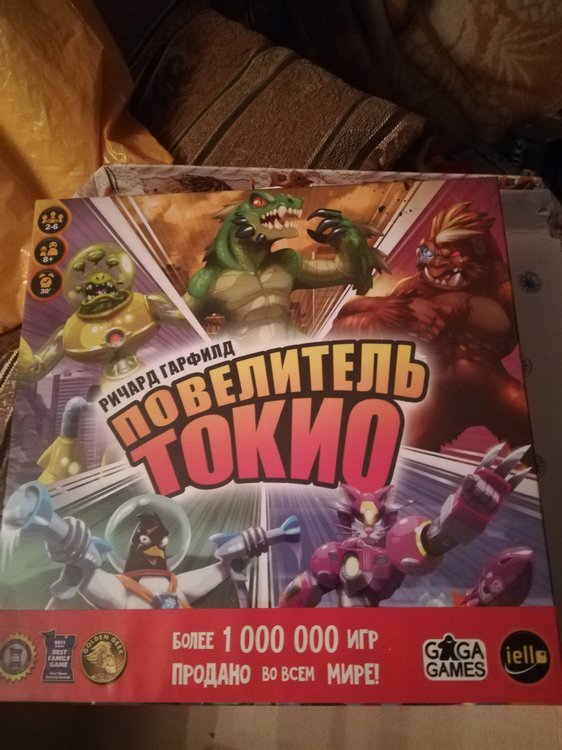 2-6
8+
30'
РИЧАРД ГАРФИЛД
ПОВЕЛИТЕЛЬ
ТОКИО
БОЛЕЕ 1 000 000 ИГР
ПРОДАНО ВО ВСЕМ МИРЕ!
BEST
FAMILY
GAME
GOLDEN GEEK
GAGA
GAMES
iello